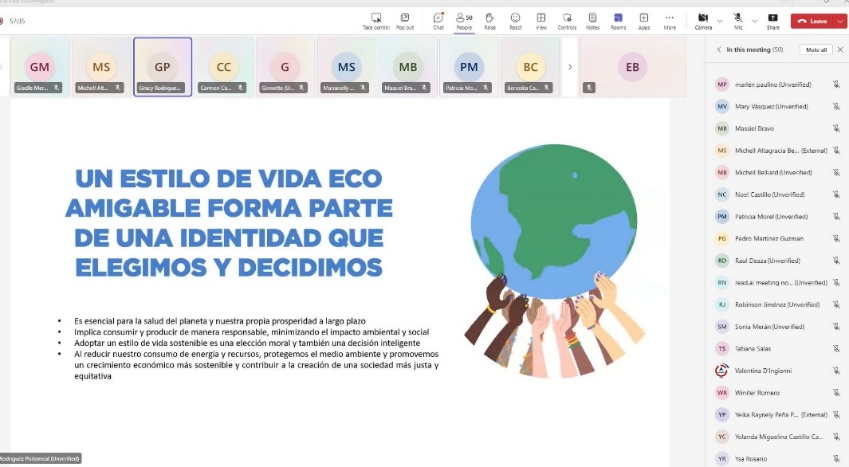 57:35
Take control
Pop out
Chat
50
People
Raise
React
View
Controls
Notes
Rooms
Apps
More
Camera
Mic
Share
Leave
In this meeting (50)
Mute all
GM
MS
GP
CC
G
MS
MB
PM
BC
EB
Giselle Mer...
Michell Alt...
Gracy Rodrigue...
Carmen Ca...
Ginnette (U...
Marianelly ...
Massiel Bra...
Patricia Mo...
UN ESTILO DE VIDA ECO
AMIGABLE FORMA PARTE
DE UNA IDENTIDAD QUE
ELEGIMOS Y DECIDIMOS
• Es esencial para la salud del planeta y nuestra propia prosperidad a largo plazo
• Implica consumir y producir de manera responsable, minimizando el impacto ambiental y social
• Adoptar un estilo de vida sostenible es una elección moral y también una decisión inteligente
• Al reducir nuestro consumo de energía y recursos, protegemos el medio ambiente y promovemos
un crecimiento económico más sostenible y contribuir a la creación de una sociedad más justa y
equitativa
Rodriguez Portorreal (Unverified)
MP marlen paulino (Unverified)
MV Mary Vásquez (Unverified)
MB Massiel Bravo
MS Michell Altagracia Be... (External)
MB Michell Belliard (Unverified)
NC Noel Castillo (Unverified)
PM Patricia Morel (Unverified)
PG Pedro Martinez Guzman
RD (Unverified)
RN read.ai meeting no... (Unverified)
RJ Robinson Jiménez (Unverified)
SM Sonia Merán (Unverified)
TS Tatiana Salas
Valentina D'Ingianni
WR Winifer Romero
YP Yeika Raynely Peña F... (External)
YC Yolanda Miguelina Castillo Ca...
YR Ysa Rosario